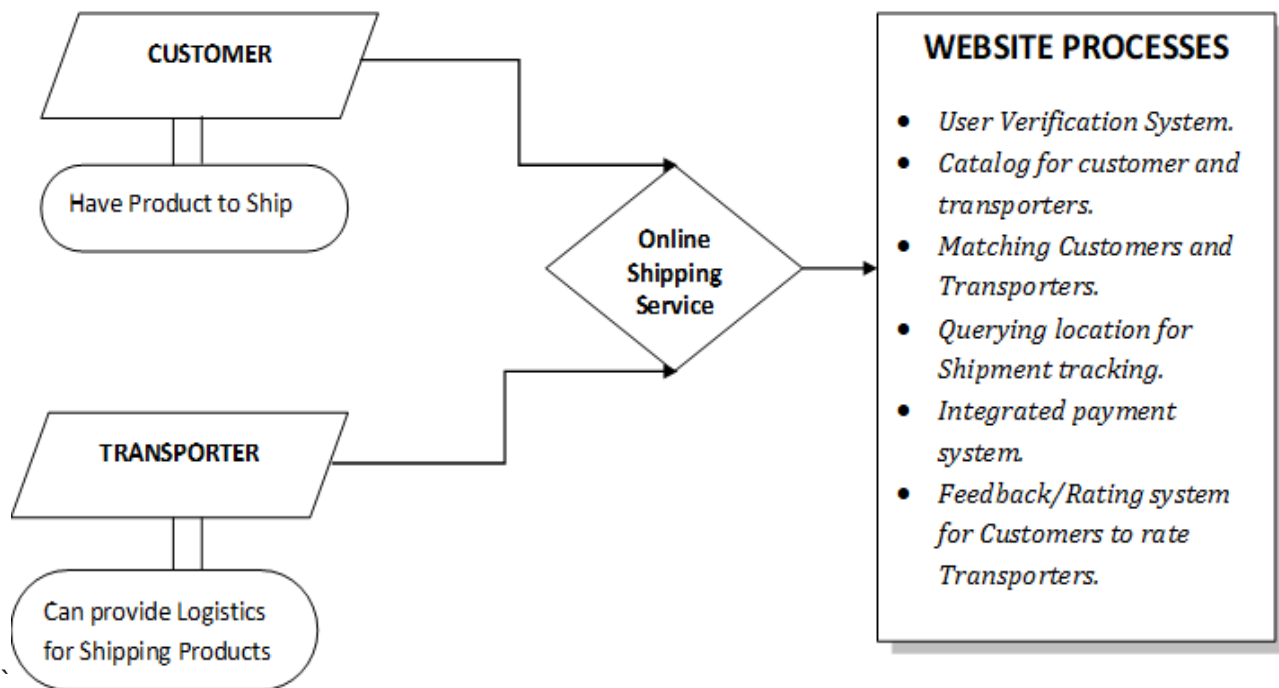 CUSTOMER
Have Product to Ship
TRANSPORTER
Can provide Logistics
for Shipping Products
`
Online
Shipping
Service
WEBSITE PROCESSES
• User Verification System.
• Catalog for customer and
transporters.
• Matching Customers and
Transporters.
• Querying location for
Shipment tracking.
• Integrated payment
system.
• Feedback/Rating system
for Customers to rate
Transporters.